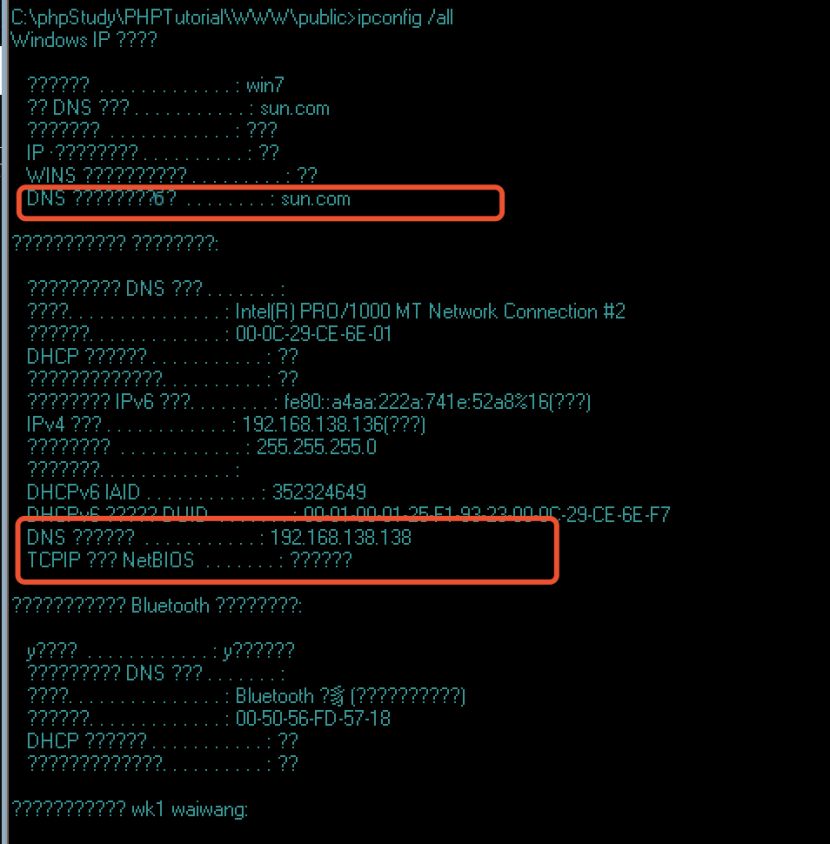 C:\phpStudy\PHPTutorial\WWW\public>ipconfig /all
Windows IP ????
?????? . . . . . . . . . . . . . : win7
?? DNS ??? . . . . . . . . . . . : sun.com
??????? . . . . . . . . . . . . : ???
IP ·???????? . . . . . . . . . . : ??
WINS ?????????? . . . . . . . . . : ??
DNS ????????б? . . . . . . . . : sun.com
??????????? ????????:
????????? DNS ??? . . . . . . . :
????. . . . . . . . . . . . . . . : Intel(R) PRO/1000 MT Network Connection #2
??????. . . . . . . . . . . . . : 00-0C-29-CE-6E-01
DHCP ?????? . . . . . . . . . . . : ??
?????????????. . . . . . . . . . : ??
???????? IPv6 ???. . . . . . . . : fe80::a4aa:222a:741e:52a8%16(???)
IPv4 ??? . . . . . . . . . . . . : 192.168.138.136(???)
???????? . . . . . . . . . . . . : 255.255.255.0
???????. . . . . . . . . . . . . :
DHCPv6 IAID . . . . . . . . . . . : 352324649
DHCPv6 ????? DUID . . . . . . . : 00-01-00-01-25-F1-93-23-00-0C-29-CE-6E-F7
DNS ?????? . . . . . . . . . . . : 192.168.138.138
TCPIP ??? NetBIOS . . . . . . . : ??????
??????????? Bluetooth ????????:
y???? . . . . . . . . . . . . : y??????
????????? DNS ??? . . . . . . . :
????. . . . . . . . . . . . . . . : Bluetooth ? (??????????)
??????. . . . . . . . . . . . . : 00-50-56-FD-57-18
DHCP ?????? . . . . . . . . . . . : ??
?????????????. . . . . . . . . . : ??
??????????? wk1 waiwang: